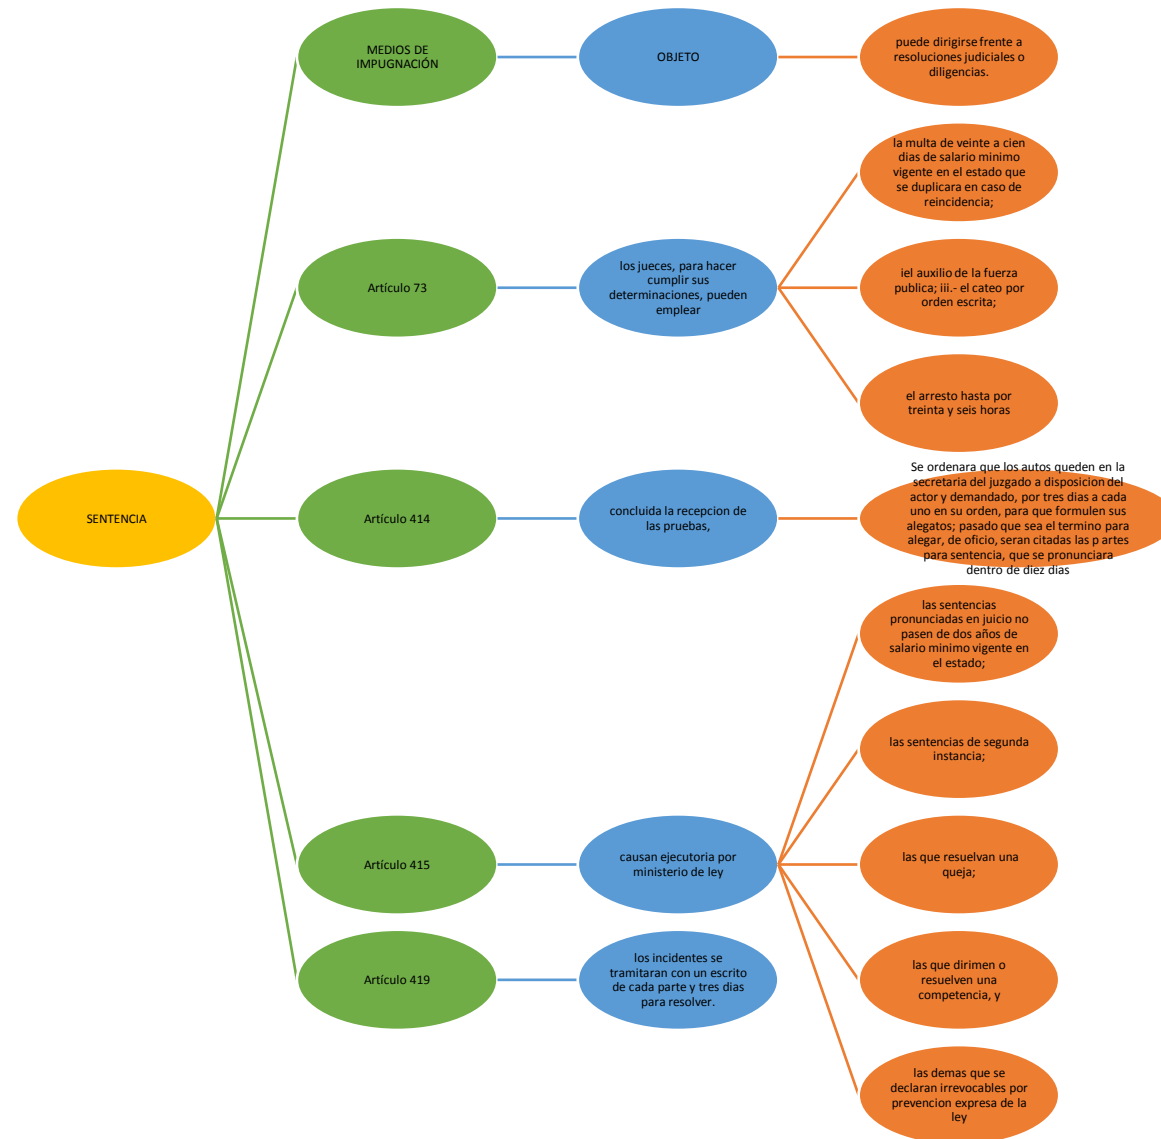 MEDIOS DE
IMPUGNACIÓN
OBJETO
puede dirigirse frente a
resoluciones judiciales o
diligencias.
la multa de veinte a cien
dias de salario minimo
vigente en el estado que
se duplicara en caso de
reincidencia;
Artículo 73
los jueces, para hacer
cumplir sus
determinaciones, pueden
emplear
iel auxilio de la fuerza
publica; iii.- el cateo por
orden escrita;
el arresto hasta por
treinta y seis horas
SENTENCIA
Artículo 414
concluida la recepcion de
las pruebas,
Se ordenara que los autos queden en la
secretaria del juzgado a disposicion del
actor y demandado, por tres dias a cada
uno en su orden, para que formulen sus
alegatos; pasado que sea el termino para
alegar, de oficio, seran citadas las p artes
para sentencia, que se pronunciara
dentro de diez dias
las sentencias
pronunciadas en juicio no
pasen de dos años de
salario minimo vigente en
el estado;
las sentencias de segunda
instancia;
Artículo 415
causan ejecutoria por
ministerio de ley
las que resuelvan una
queja;
Artículo 419
los incidentes se
tramitaran con un escrito
de cada parte y tres dias
para resolver.
las que dirimen o
resuelven una
competencia, y
las demas que se
declaran irrevocables por
prevencion expresa de la
ley